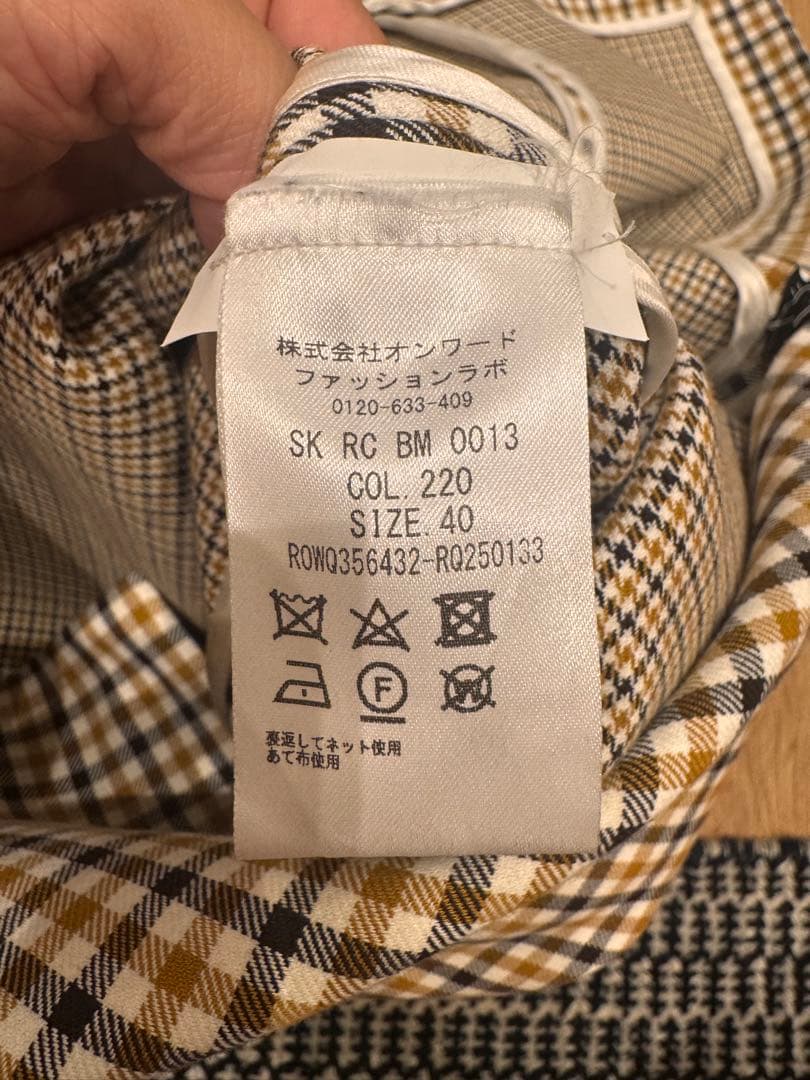 株式会社オンワード
ファッションラボ
0120-633-409
SK RC BM 0013
COL. 220
SIZE. 40
ROWQ356432-RQ250133
F
W
裏返してネット使用
あて布使用